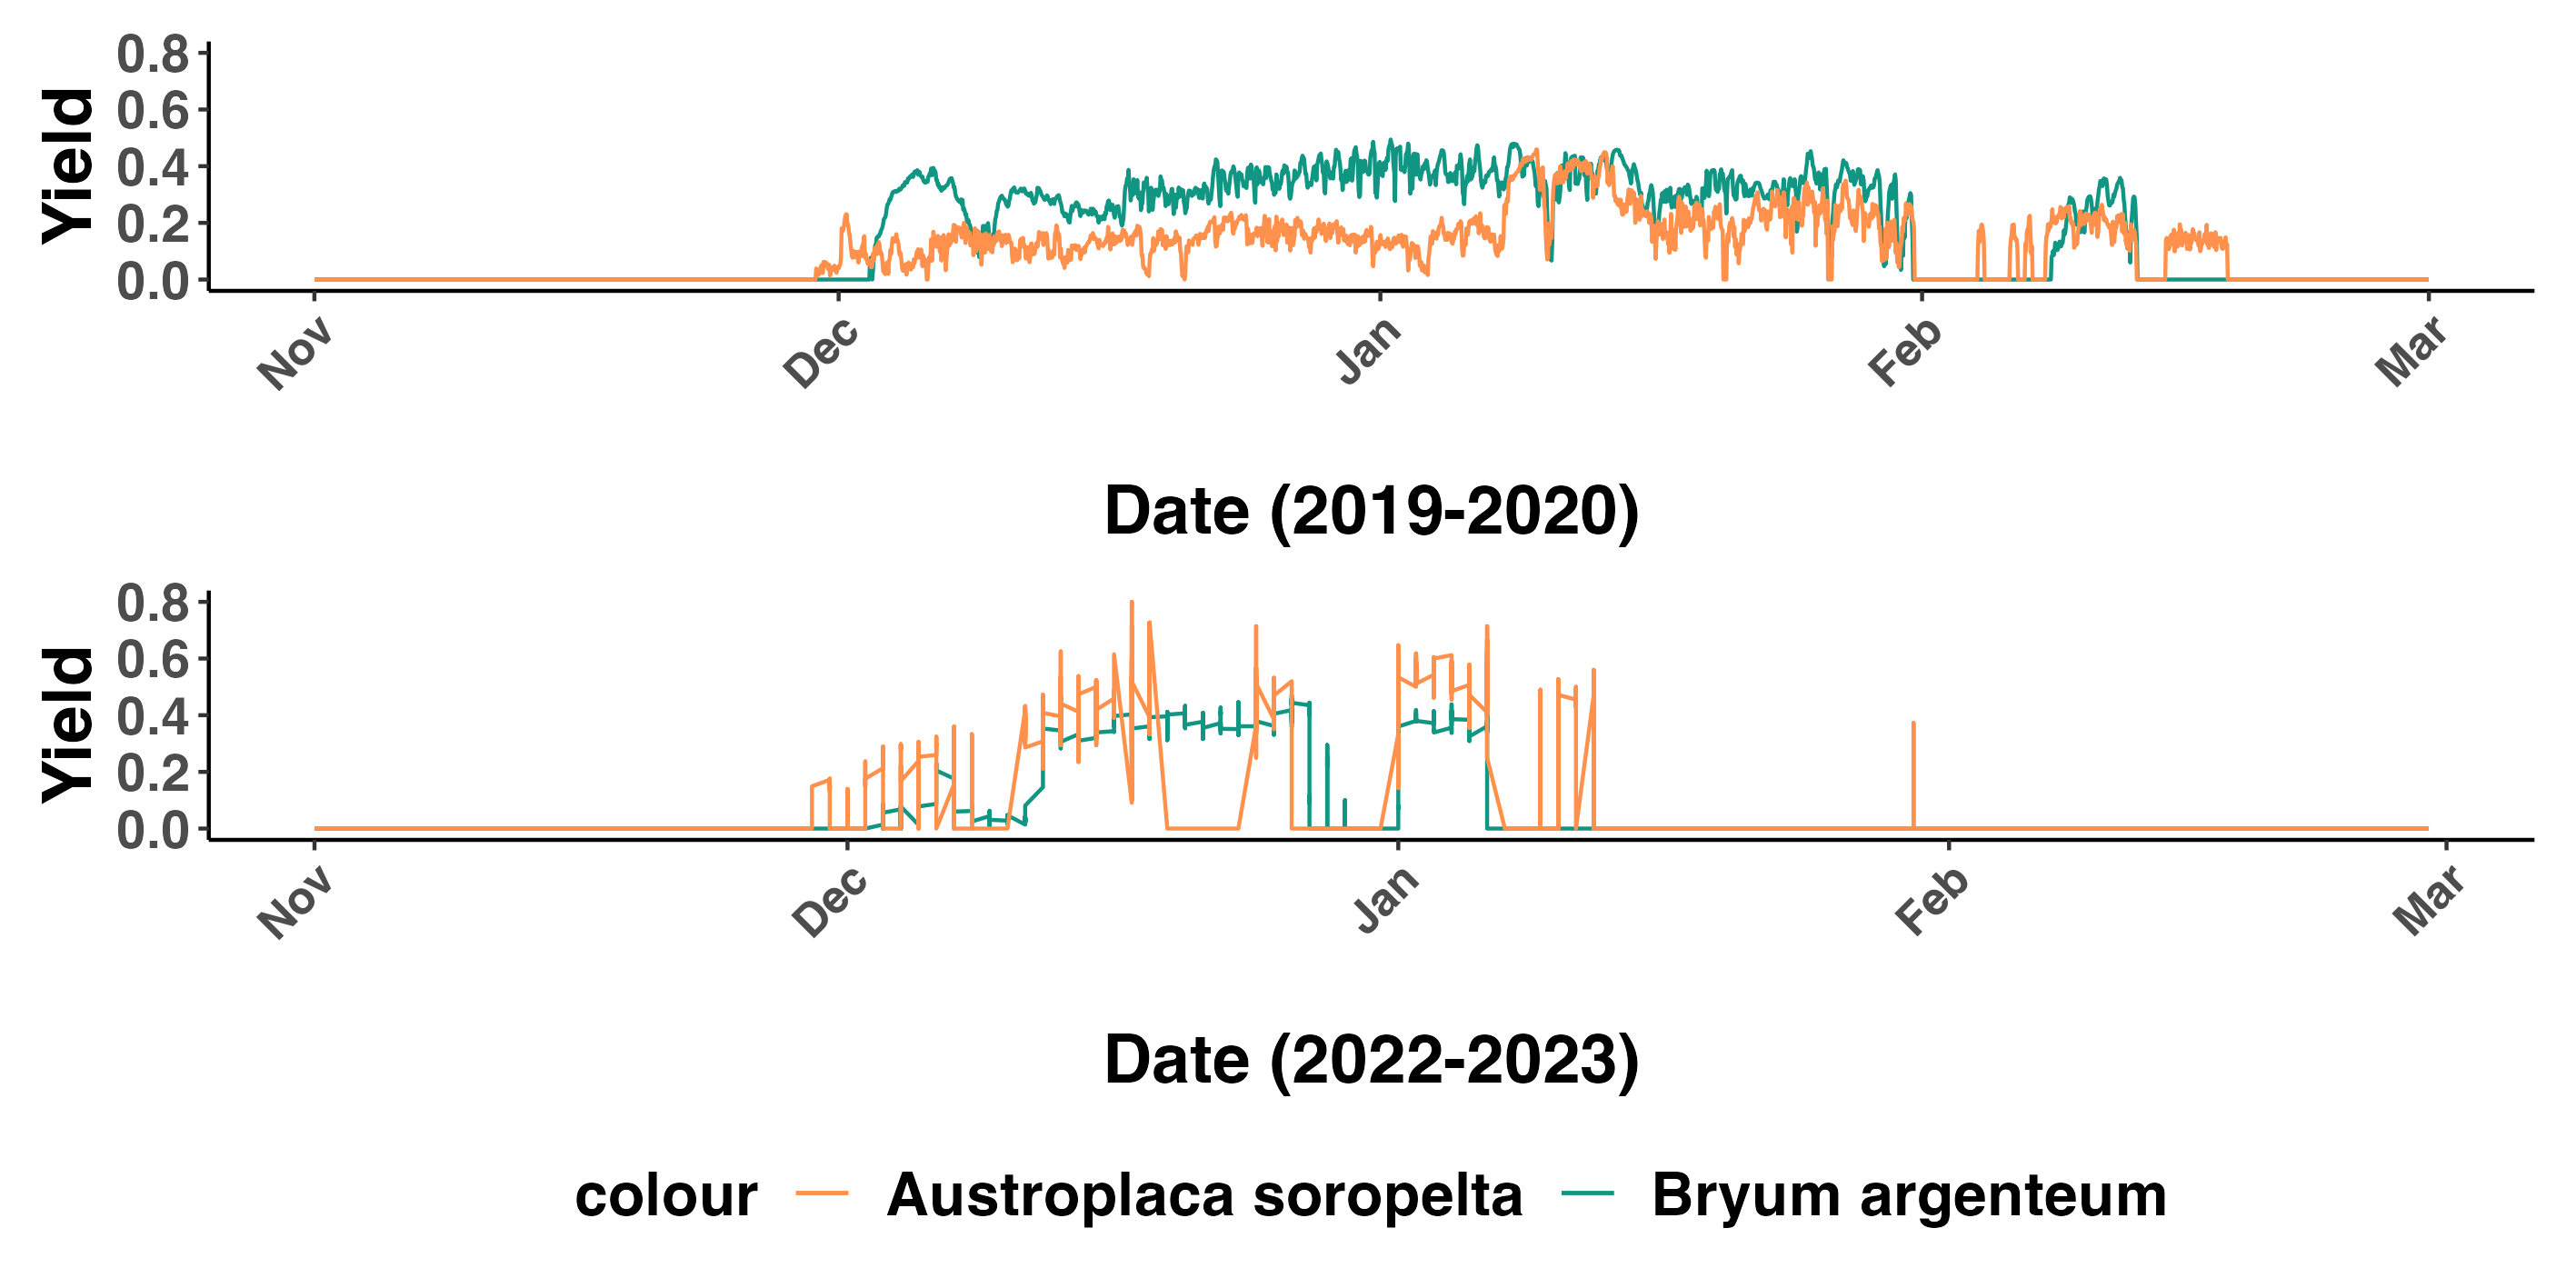 Yield
0.8
0.6
0.4
0.2
0.0
Nov Dec Jan Feb Mar
Date (2019-2020)
Yield
0.8
0.6
0.4
0.2
0.0
Nov Dec Jan Feb Mar
Date (2022-2023)
colour Austroplaca soropelta Bryum argenteum